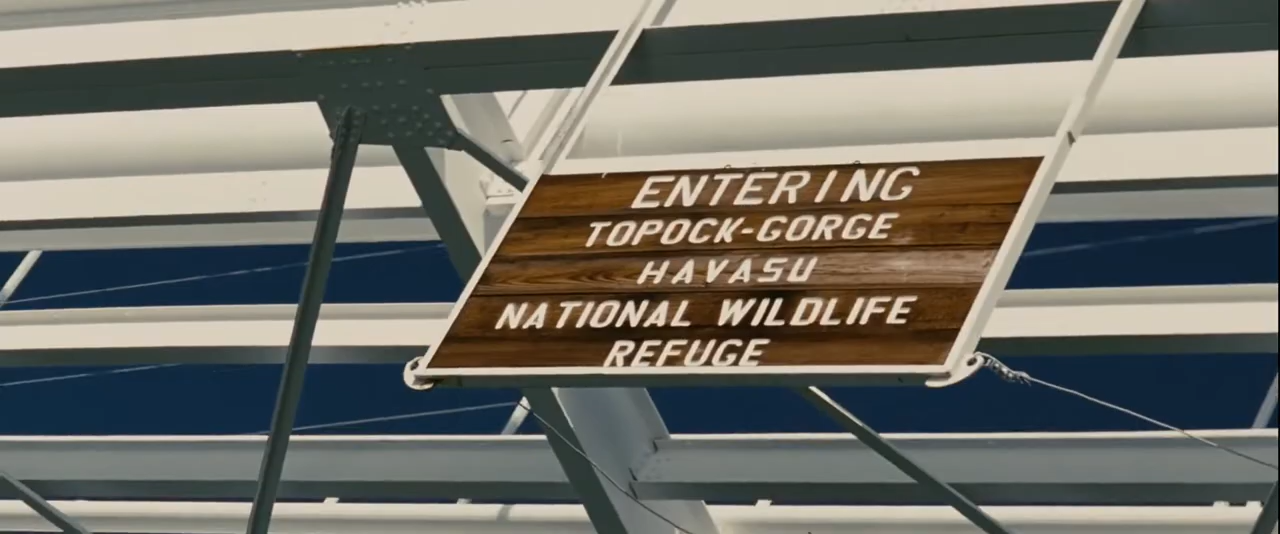 ENTERING
TOPOCK-GORGE
HAVASU
NATIONAL WILDLIFE
REFUGE